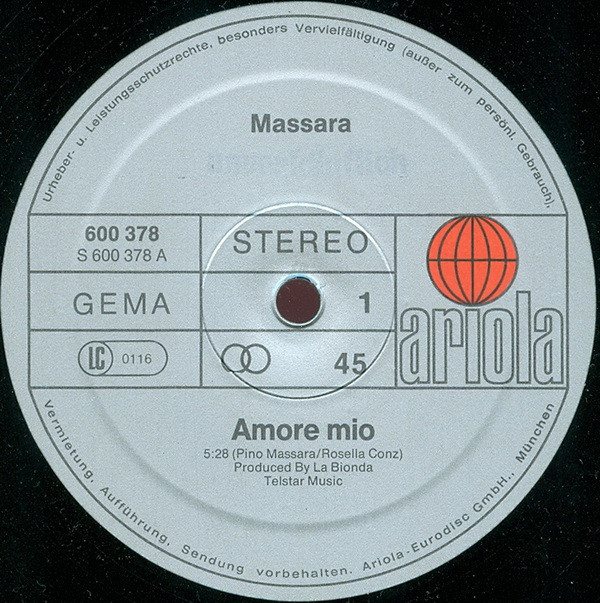 Urheber- u. Leistungsschutzrechte, besonders Vervielfältigung (außer zum persönl. Gebrauch),
Massara
600 378
S 600 378 A
STEREO
GEMA
1
LC 0116
45
ariola
Amore mio
5:28 (Pino Massara/Rosella Conz)
Produced By La Bionda
Telstar Music
Vermietung, Aufführung, Sendung vorbehalten. Ariola-Eurodisc GmbH., München